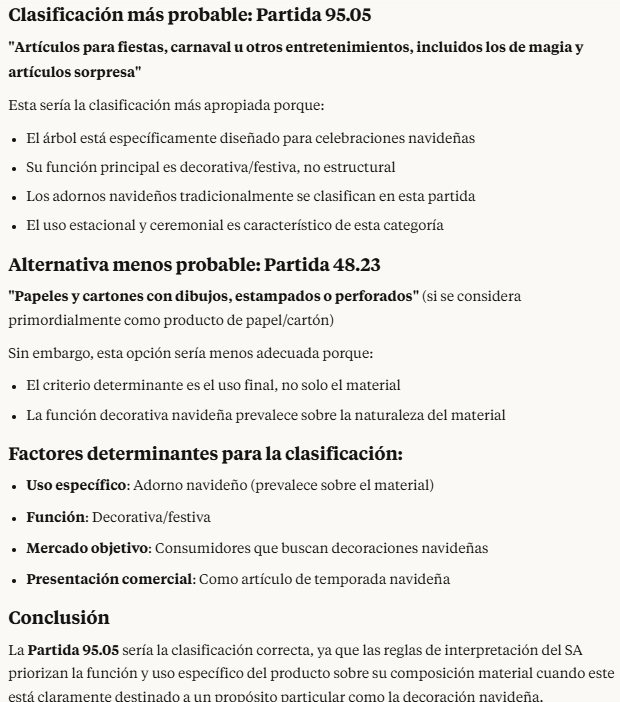 Clasificación más probable: Partida 95.05
"Artículos para fiestas, carnaval u otros entretenimientos, incluidos los de magia y
artículos sorpresa"
Esta sería la clasificación más apropiada porque:
• El árbol está específicamente diseñado para celebraciones navideñas
• Su función principal es decorativa/festiva, no estructural
• Los adornos navideños tradicionalmente se clasifican en esta partida
• El uso estacional y ceremonial es característico de esta categoría
Alternativa menos probable: Partida 48.23
"Papeles y cartones con dibujos, estampados o perforados" (si se considera
primordialmente como producto de papel/cartón)
Sin embargo, esta opción sería menos adecuada porque:
• El criterio determinante es el uso final, no solo el material
• La función decorativa navideña prevalece sobre la naturaleza del material
Factores determinantes para la clasificación:
• Uso específico: Adorno navideño (prevalece sobre el material)
• Función: Decorativa/festiva
• Mercado objetivo: Consumidores que buscan decoraciones navideñas
• Presentación comercial: Como artículo de temporada navideña
Conclusión
La Partida 95.05 sería la clasificación correcta, ya que las reglas de interpretación del SA
priorizan la función y uso específico del producto sobre su composición material cuando este
está claramente destinado a un propósito particular como la decoración navideña.